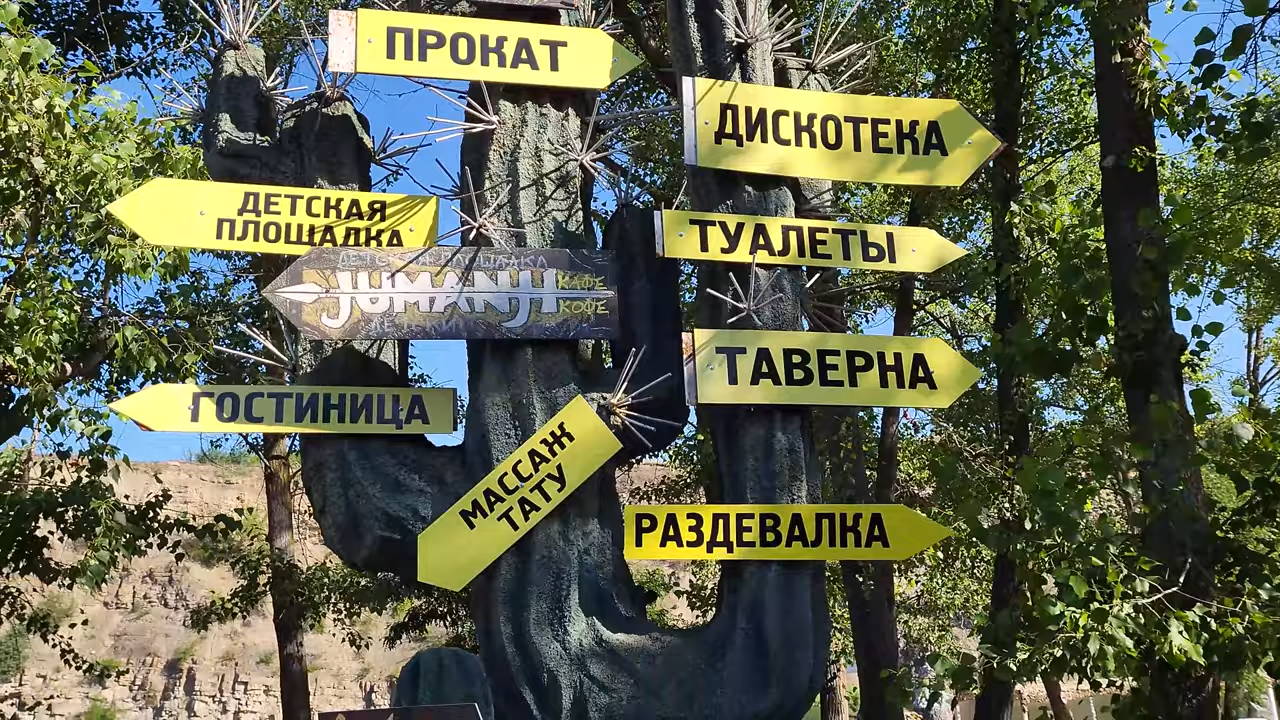 ПРОКАТ
ДИСКОТЕКА
ДЕТСКАЯ
ПЛОЩАДКА
ТУАЛЕТЫ
JUMANJI
КАФЕ
КОФЕ
ТАВЕРНА
ГОСТИНИЦА
МАССАЖ
ТАТУ
РАЗДЕВАЛКА